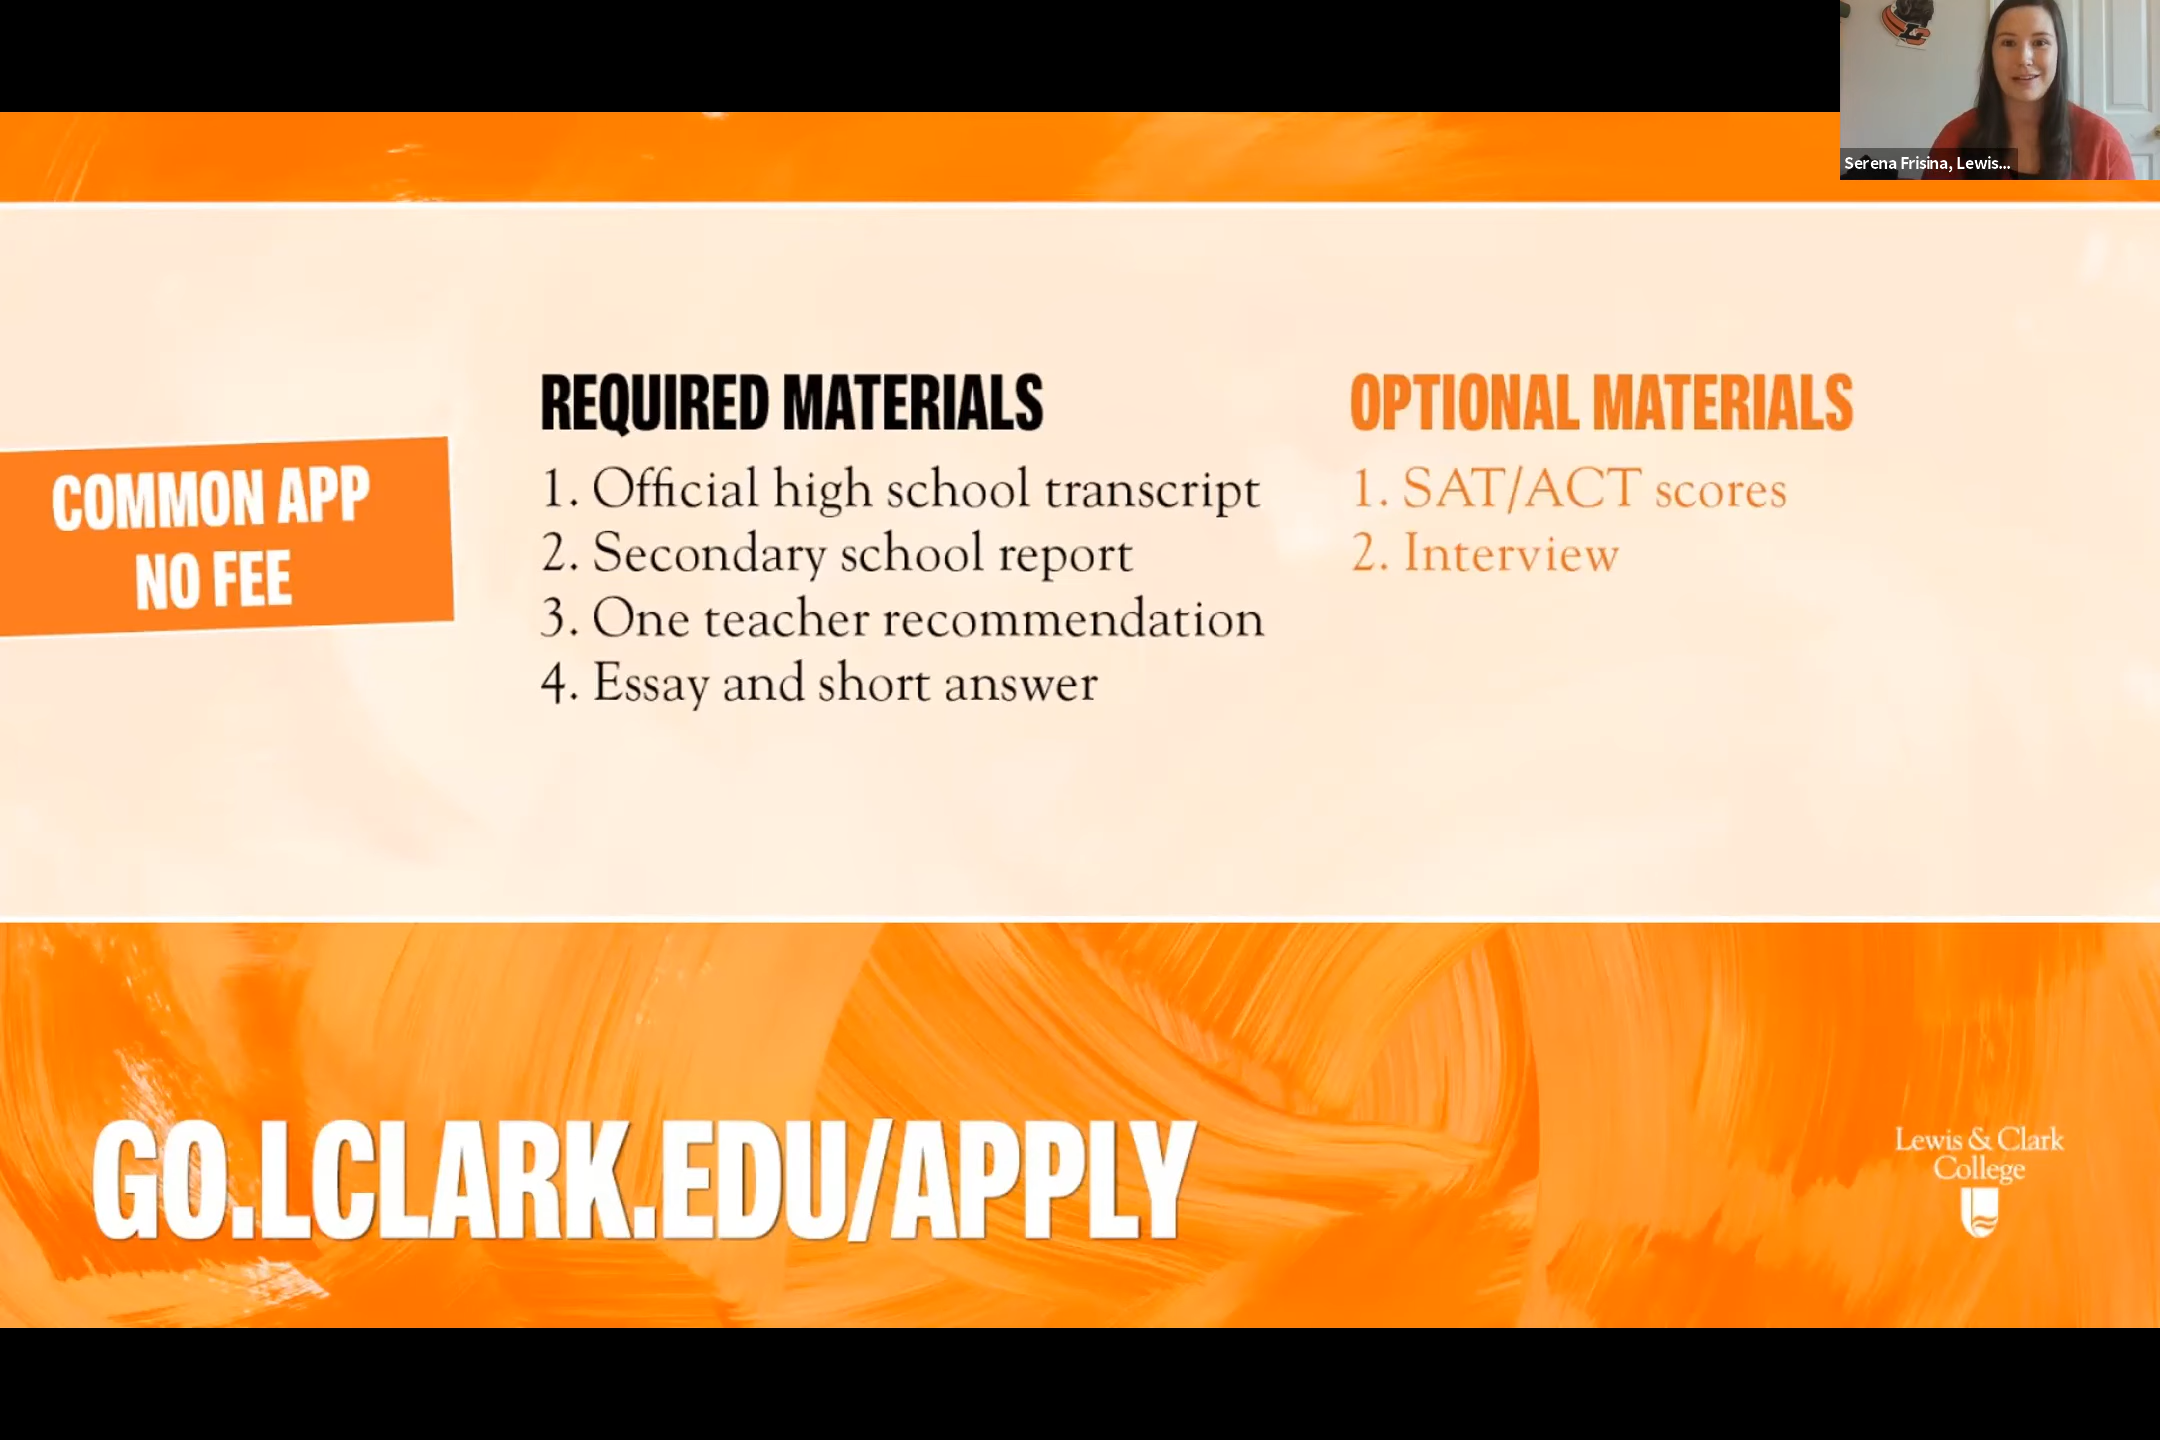 Serena Frisina, Lewis...
COMMON APP
NO FEE
REQUIRED MATERIALS
1. Official high school transcript
2. Secondary school report
3. One teacher recommendation
4. Essay and short answer
OPTIONAL MATERIALS
1. SAT/ACT scores
2. Interview
GO.LCLARK.EDU/APPLY
Lewis & Clark
College